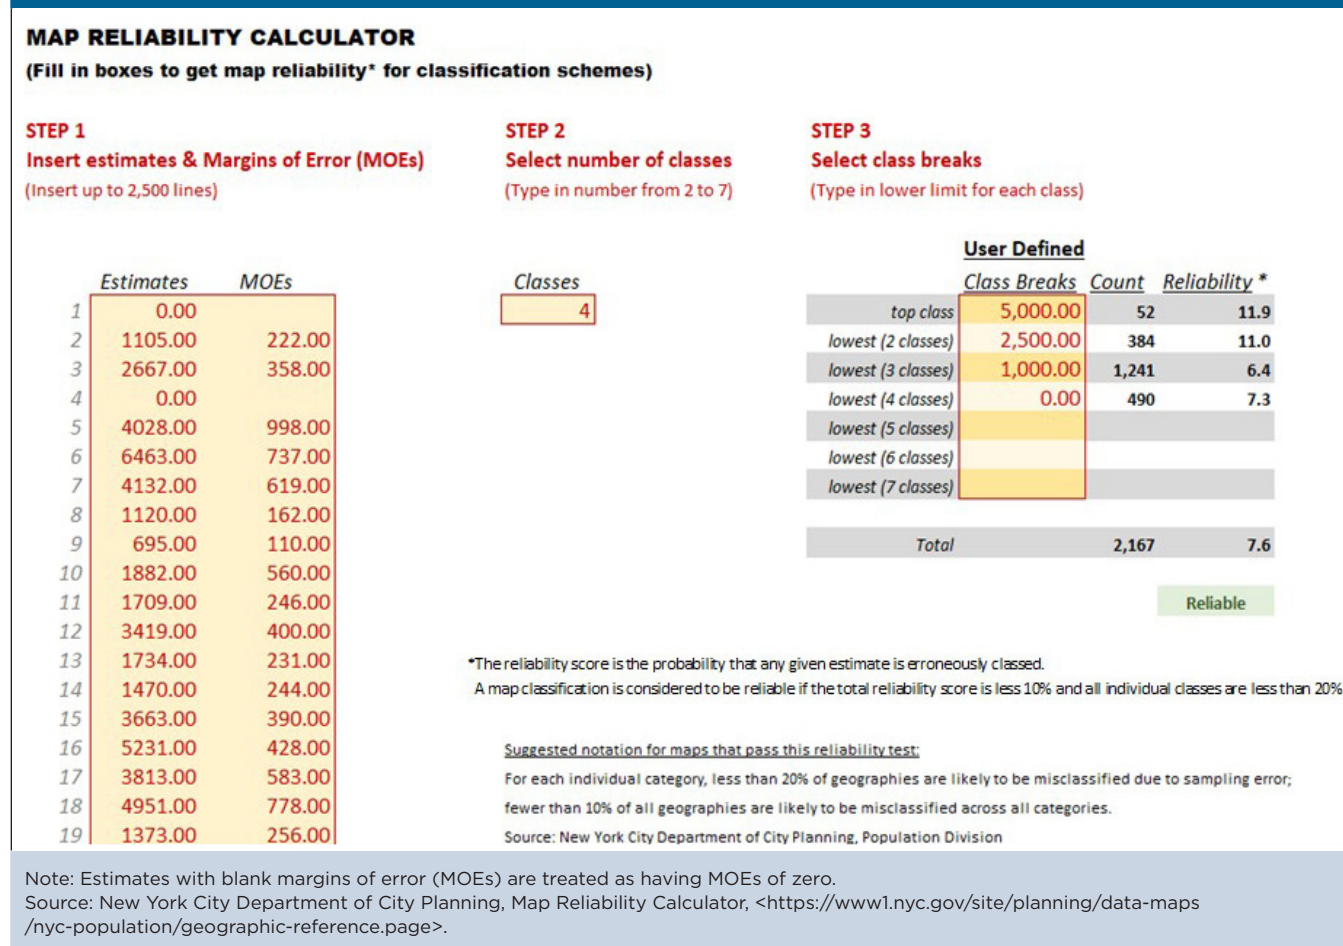 MAP RELIABILITY CALCULATOR
(Fill in boxes to get map reliability* for classification schemes)
STEP 1
Insert estimates & Margins of Error (MOEs)
(Insert up to 2,500 lines)
STEP 2
Select number of classes
(Type in number from 2 to 7)
STEP 3
Select class breaks
(Type in lower limit for each class)
Estimates MOEs
1 0.00
2 1105.00 222.00
3 2667.00 358.00
4 0.00
5 4028.00 998.00
6 6463.00 737.00
7 4132.00 619.00
8 1120.00 162.00
9 695.00 110.00
10 1882.00 560.00
11 1709.00 246.00
12 3419.00 400.00
13 1734.00 231.00
14 1470.00 244.00
15 3663.00 390.00
16 5231.00 428.00
17 3813.00 583.00
18 4951.00 778.00
19 1373.00 256.00
Classes
4
User Defined
Class Breaks Count Reliability *
top class 5,000.00 52 11.9
lowest (2 classes) 2,500.00 384 11.0
lowest (3 classes) 1,000.00 1,241 6.4
lowest (4 classes) 0.00 490 7.3
lowest (5 classes)
lowest (6 classes)
lowest (7 classes)
Total 2,167 7.6
Reliable
*The reliability score is the probability that any given estimate is erroneously classed.
A map classification is considered to be reliable if the total reliability score is less 10% and all individual classes are less than 20%
Suggested notation for maps that pass this reliability test:
For each individual category, less than 20% of geographies are likely to be misclassified due to sampling error;
fewer than 10% of all geographies are likely to be misclassified across all categories.
Source: New York City Department of City Planning, Population Division
Note: Estimates with blank margins of error (MOEs) are treated as having MOEs of zero.
Source: New York City Department of City Planning, Map Reliability Calculator, <https://www1.nyc.gov/site/planning/data-maps
/nyc-population/geographic-reference.page>.